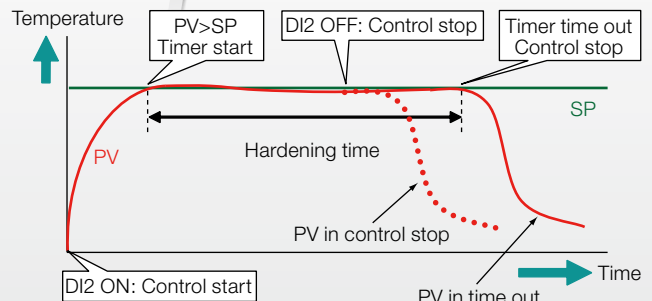 Temperature
PV>SP
Timer start
DI2 OFF: Control stop
Timer time out
Control stop
SP
PV
Hardening time
PV in control stop
Time
DI2 ON: Control start
PV in time out